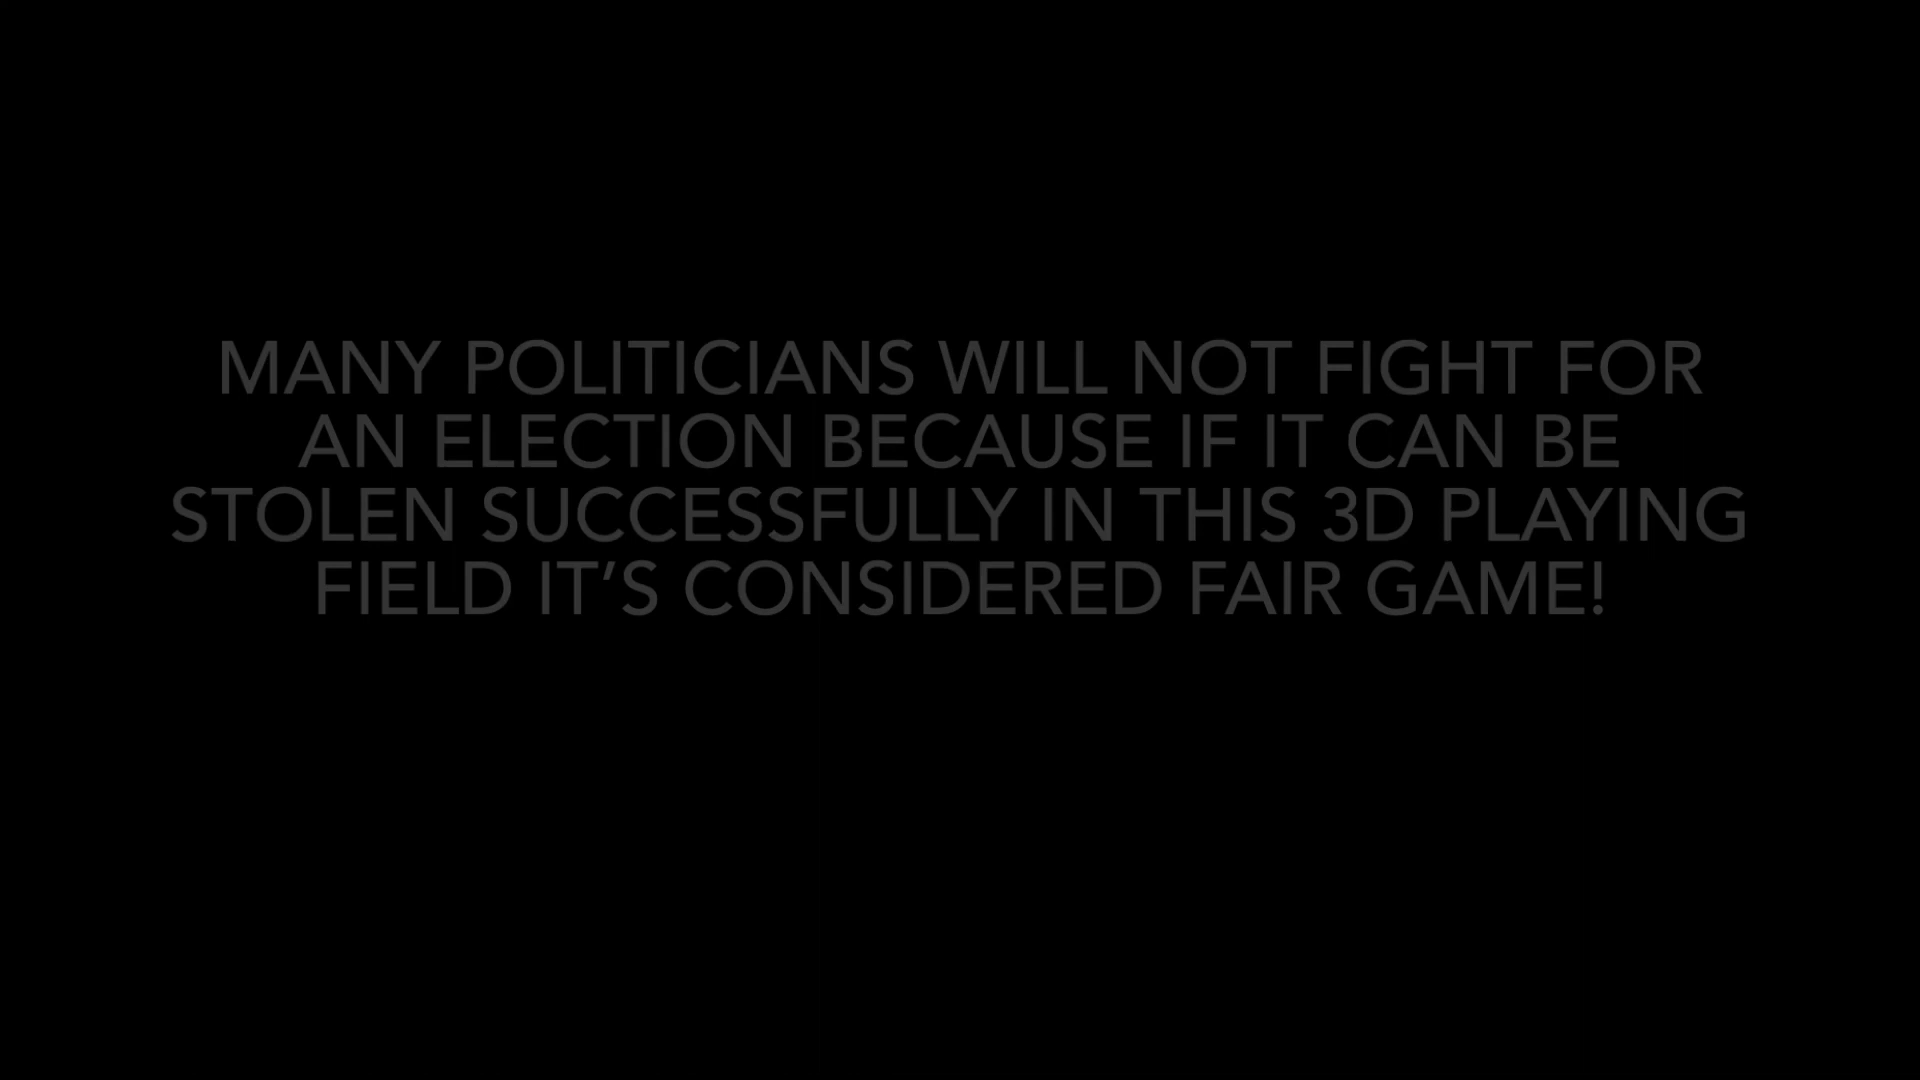 MANY POLITICIANS WILL NOT FIGHT FOR
AN ELECTION BECAUSE IF IT CAN BE
STOLEN SUCCESSFULLY IN THIS 3D PLAYING
FIELD IT’S CONSIDERED FAIR GAME!